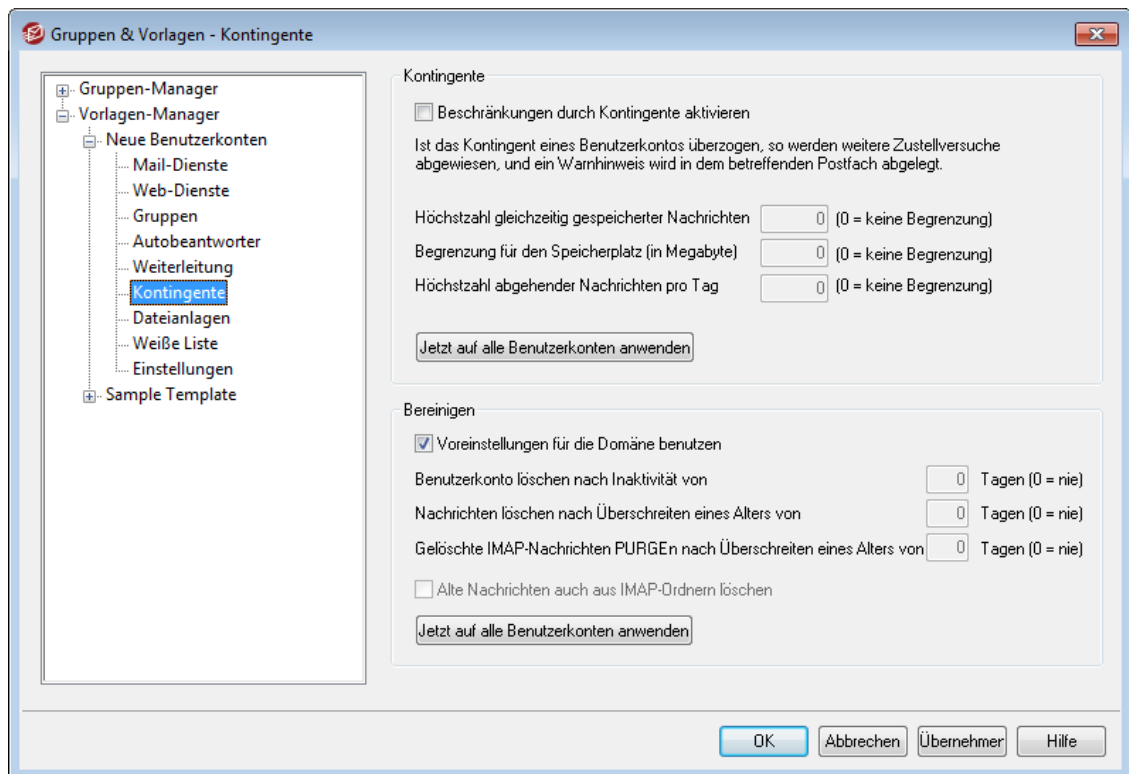 Gruppen & Vorlagen - Kontingente
Gruppen-Manager
Vorlagen-Manager
Neue Benutzerkonten
Mail-Dienste
Web-Dienste
Gruppen
Autobeantworter
Weiterleitung
Kontingente
Dateianlagen
Weiße Liste
Einstellungen
Sample Template
Kontingente
Beschränkungen durch Kontingente aktivieren
Ist das Kontingent eines Benutzerkontos überzogen, so werden weitere Zustellversuche
abgewiesen, und ein Warnhinweis wird in dem betreffenden Postfach abgelegt.
Höchstzahl gleichzeitig gespeicherter Nachrichten 0 (0 = keine Begrenzung)
Begrenzung für den Speicherplatz (in Megabyte) 0 (0 = keine Begrenzung)
Höchstzahl abgehender Nachrichten pro Tag 0 (0 = keine Begrenzung)
Jetzt auf alle Benutzerkonten anwenden
Bereinigen
Voreinstellungen für die Domäne benutzen
Benutzerkonto löschen nach Inaktivität von 0 Tagen (0 = nie)
Nachrichten löschen nach Überschreiten eines Alters von 0 Tagen (0 = nie)
Gelöschte IMAP-Nachrichten PURGEn nach Überschreiten eines Alters von 0 Tagen (0 = nie)
Alte Nachrichten auch aus IMAP-Ordnern löschen
Jetzt auf alle Benutzerkonten anwenden
OK Abbrechen Übernehmer Hilfe